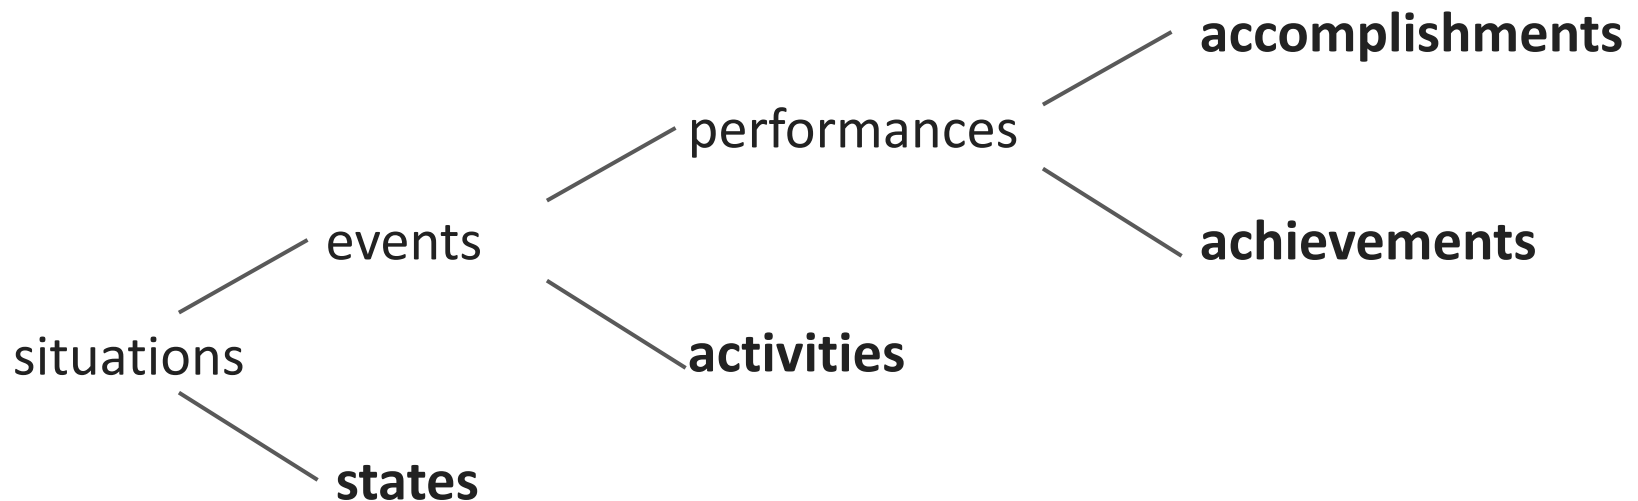 accomplishments
performances
events
achievements
situations
activities
states